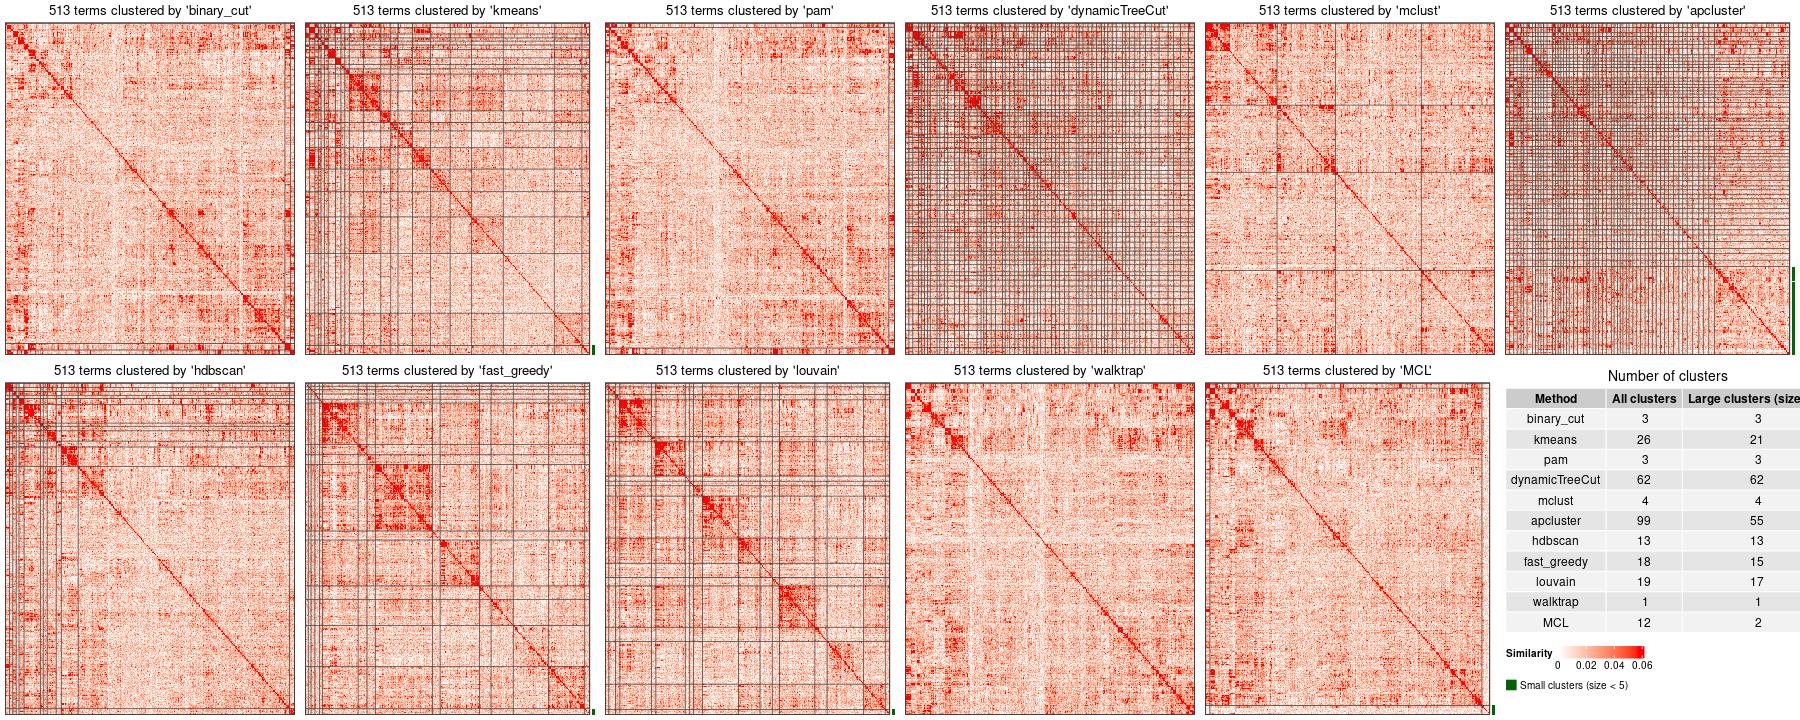 513 terms clustered by 'binary_cut'
513 terms clustered by 'kmeans'
513 terms clustered by 'pam'
513 terms clustered by 'dynamicTreeCut'
513 terms clustered by 'mclust'
513 terms clustered by 'apcluster'
513 terms clustered by 'hdbscan'
513 terms clustered by 'fast_greedy'
513 terms clustered by 'louvain'
513 terms clustered by 'walktrap'
513 terms clustered by 'MCL'
Number of clusters
Method All clusters Large clusters (size
binary_cut 3 3
kmeans 26 21
pam 3 3
dynamicTreeCut 62 62
mclust 4 4
apcluster 99 55
hdbscan 13 13
fast_greedy 18 15
louvain 19 17
walktrap 1 1
MCL 12 2
Similarity
0 0.02 0.04 0.06
Small clusters (size < 5)